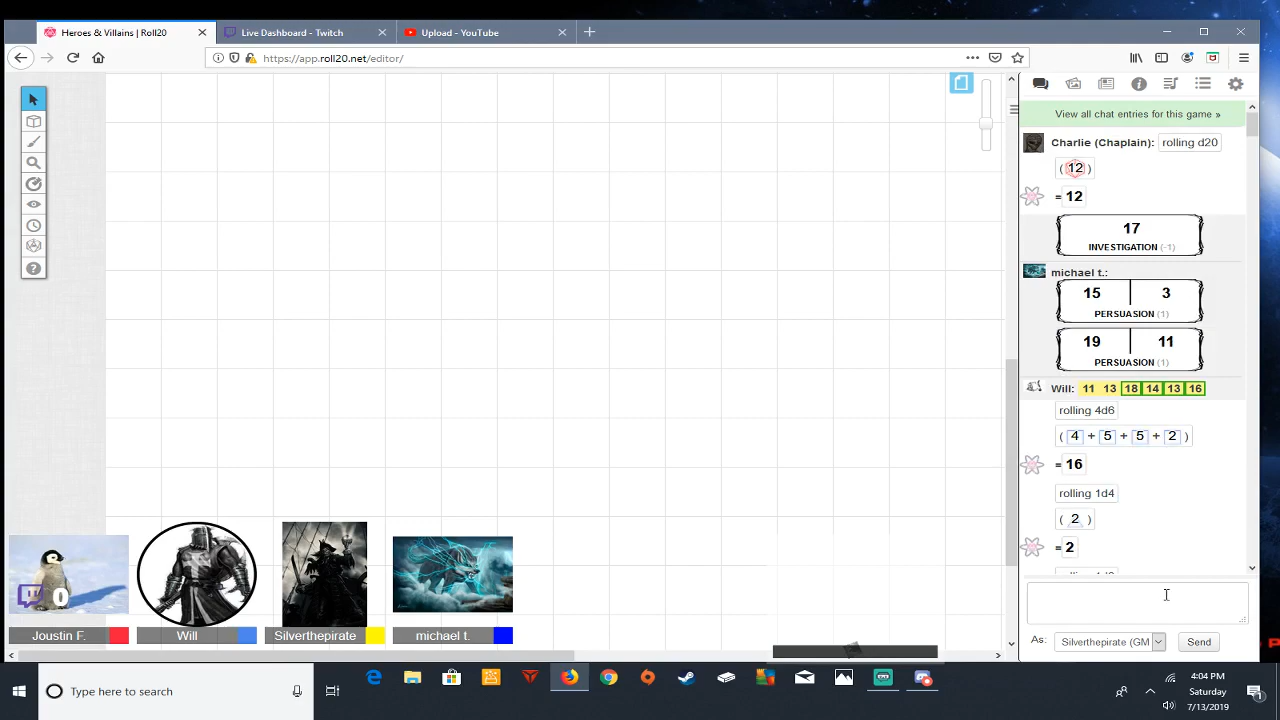 Heroes & Villains | Roll20
Live Dashboard - Twitch
Upload - YouTube
https://app.roll20.net/editor/
View all chat entries for this game »
Charlie (Chaplain): rolling d20
(12)
= 12
17
INVESTIGATION (-1)
michael t.:
15 3
PERSUASION (1)
19 11
PERSUASION (1)
Will: 11 13 18 14 13 16
rolling 4d6
(4 + 5 + 5 + 2)
= 16
rolling 1d4
(2)
= 2
0
Joustin F.
Will
Silverthepirate
michael t.
As: Silverthepirate (GM
Send
Type here to search
4:04 PM
Saturday
7/13/2019
1